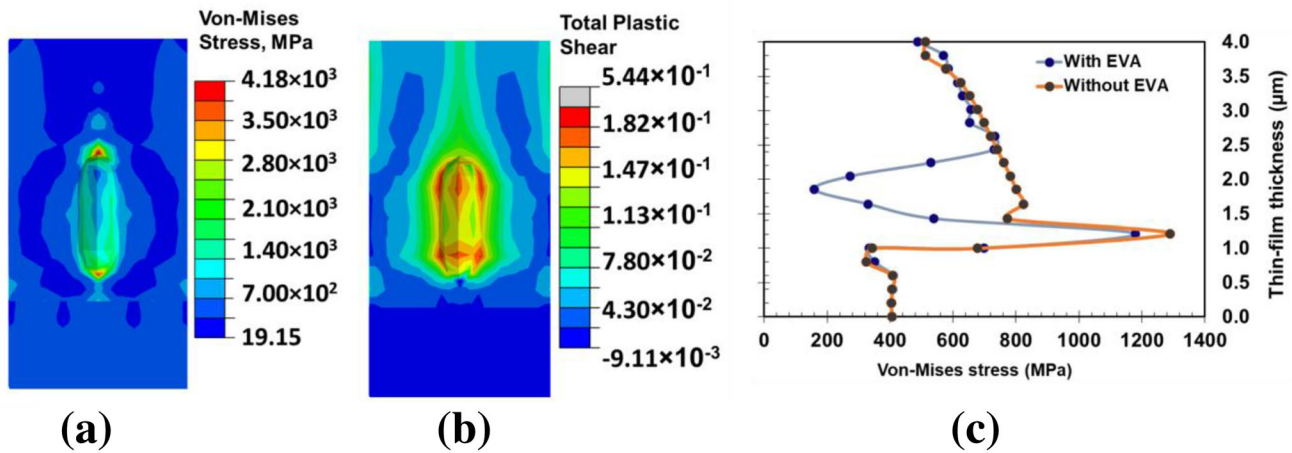 Von-Mises
Stress, MPa
4.18×10³
3.50×10³
2.80×10³
2.10×10³
1.40×10³
7.00×10²
19.15
(a)
Total Plastic
Shear
5.44×10⁻¹
1.82×10⁻¹
1.47×10⁻¹
1.13×10⁻¹
7.80×10⁻²
4.30×10⁻²
-9.11×10⁻³
(b)
With EVA
Without EVA
4.0
3.5
3.0
2.5
2.0
1.5
1.0
0.5
0.0
Thin-film thickness (µm)
0 200 400 600 800 1000 1200 1400
Von-Mises stress (MPa)
(c)